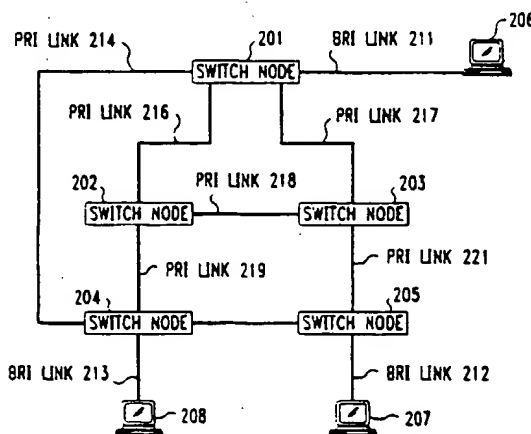 PRI LINK 214
201
BRI LINK 211
206
SWITCH NODE
PRI LINK 216
PRI LINK 217
202
PRI LINK 218
203
SWITCH NODE
SWITCH NODE
PRI LINK 219
PRI LINK 221
204
205
SWITCH NODE
SWITCH NODE
BRI LINK 213
BRI LINK 212
208
207